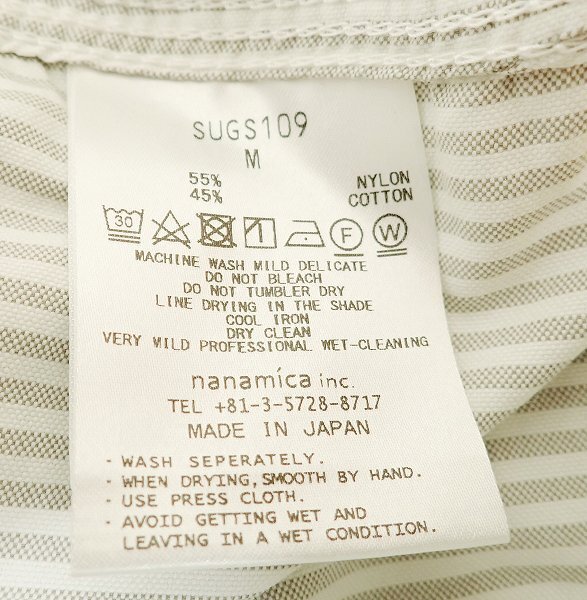 SUGS109
M
55% NYLON
45% COTTON
30 F W
MACHINE WASH MILD DELICATE
DO NOT BLEACH
DO NOT TUMBLER DRY
LINE DRYING IN THE SHADE
COOL IRON
DRY CLEAN
VERY MILD PROFESSIONAL WET-CLEANING
nanamica inc.
TEL +81-3-5728-8717
MADE IN JAPAN
· WASH SEPERATELY.
· WHEN DRYING, SMOOTH BY HAND.
· USE PRESS CLOTH.
· AVOID GETTING WET AND
LEAVING IN A WET CONDITION.